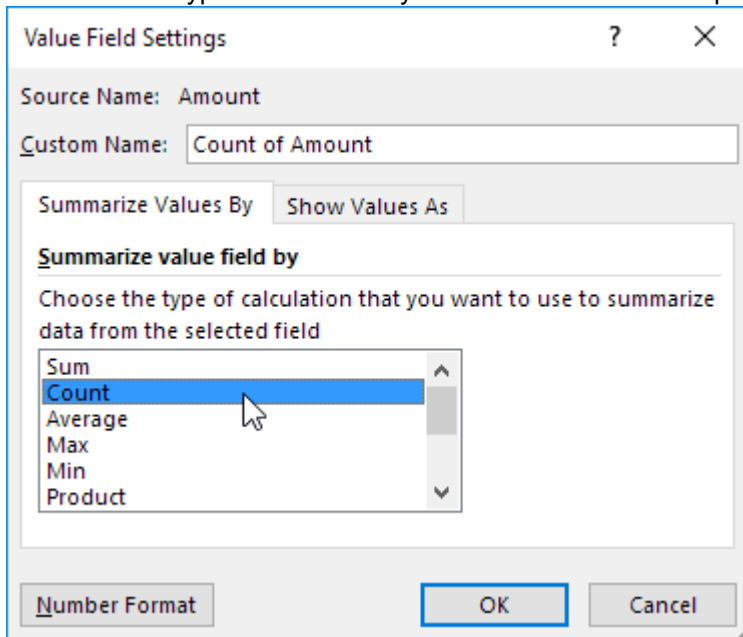 Value Field Settings ? ×
Source Name: Amount
Custom Name: Count of Amount
Summarize Values By Show Values As
Summarize value field by
Choose the type of calculation that you want to use to summarize
data from the selected field
Sum
Count
Average
Max
Min
Product
Number Format OK Cancel